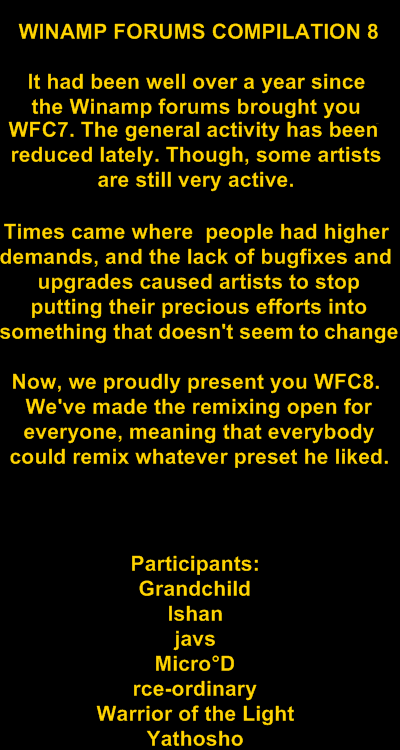 WINAMP FORUMS COMPILATION 8
It had been well over a year since
the Winamp forums brought you
WFC7. The general activity has been
reduced lately. Though, some artists
are still very active.
Times came where  people had higher
demands, and the lack of bugfixes and
upgrades caused artists to stop
putting their precious efforts into
something that doesn't seem to change
Now, we proudly present you WFC8.
We've made the remixing open for
everyone, meaning that everybody
could remix whatever preset he liked.
Participants:
Grandchild
Ishan
javs
Micro°D
rce-ordinary
Warrior of the Light
Yathosho